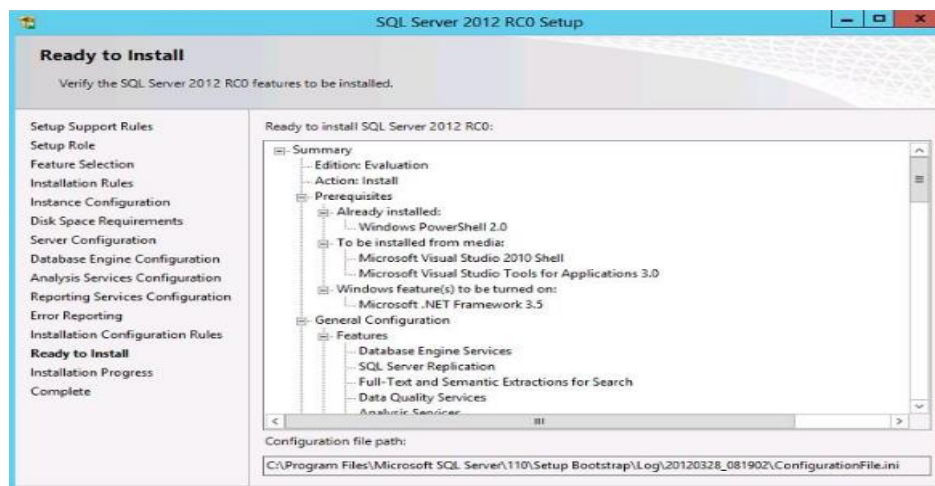 SQL Server 2012 RC0 Setup
Ready to Install
Verify the SQL Server 2012 RC0 features to be installed.
Setup Support Rules
Setup Role
Feature Selection
Installation Rules
Instance Configuration
Disk Space Requirements
Server Configuration
Database Engine Configuration
Analysis Services Configuration
Reporting Services Configuration
Error Reporting
Installation Configuration Rules
Ready to Install
Installation Progress
Complete
Ready to install SQL Server 2012 RC0:
Summary
Edition: Evaluation
Action: Install
Prerequisites
Already installed:
Windows PowerShell 2.0
To be installed from media:
Microsoft Visual Studio 2010 Shell
Microsoft Visual Studio Tools for Applications 3.0
Windows feature(s) to be turned on:
Microsoft .NET Framework 3.5
General Configuration
Features
Database Engine Services
SQL Server Replication
Full-Text and Semantic Extractions for Search
Data Quality Services
Analysis Services
Configuration file path:
C:\Program Files\Microsoft SQL Server\110\Setup Bootstrap\Log\20120328_081902\ConfigurationFile.ini